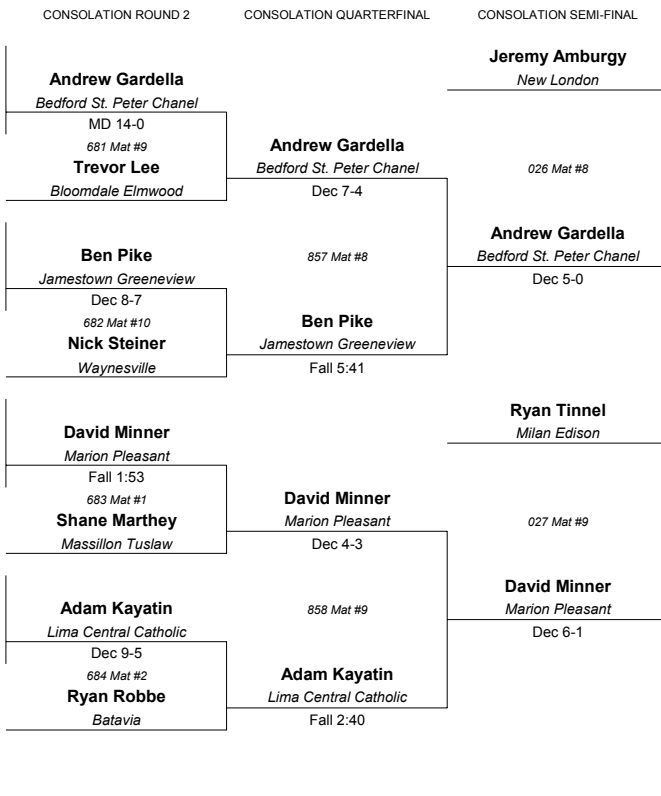 CONSOLATION ROUND 2
CONSOLATION QUARTERFINAL
CONSOLATION SEMI-FINAL
Jeremy Amburgy
New London
Andrew Gardella
Bedford St. Peter Chanel
MD 14-0
681 Mat #9
Trevor Lee
Bloomdale Elmwood
Andrew Gardella
Bedford St. Peter Chanel
Dec 7-4
026 Mat #8
Andrew Gardella
Bedford St. Peter Chanel
Dec 5-0
Ben Pike
Jamestown Greeneview
Dec 8-7
682 Mat #10
Nick Steiner
Waynesville
857 Mat #8
Ben Pike
Jamestown Greeneview
Fall 5:41
Ryan Tinnel
Milan Edison
David Minner
Marion Pleasant
Fall 1:53
683 Mat #1
Shane Marthey
Massillon Tuslaw
David Minner
Marion Pleasant
Dec 4-3
027 Mat #9
David Minner
Marion Pleasant
Dec 6-1
Adam Kayatin
Lima Central Catholic
Dec 9-5
684 Mat #2
Ryan Robbe
Batavia
858 Mat #9
Adam Kayatin
Lima Central Catholic
Fall 2:40